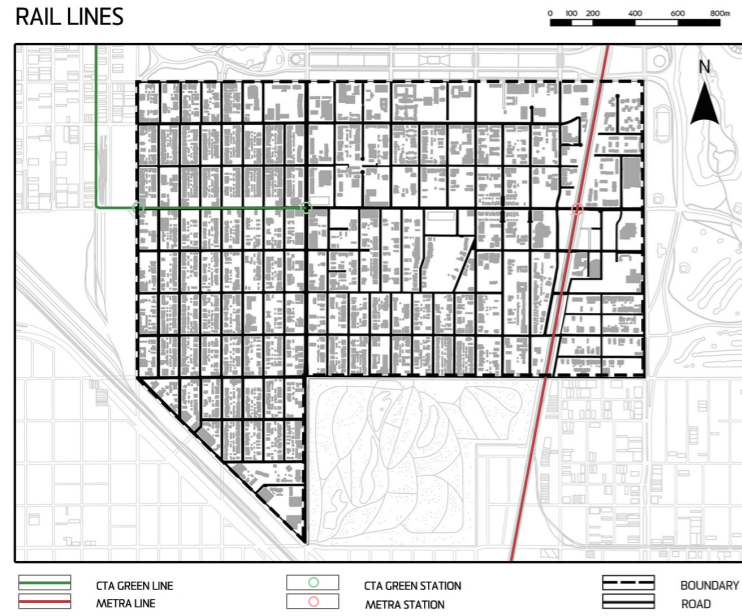 RAIL LINES
0 100 200 400 600 800m
N
CTA GREEN LINE CTA GREEN STATION BOUNDARY
METRA LINE METRA STATION ROAD